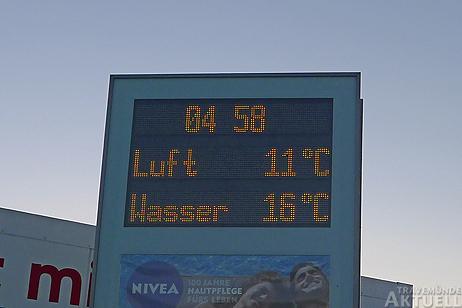 04 58
Luft 11°C
Wasser 16°C
NIVEA
100 JAHRE
HAUTPFLEGE
FÜRS LEBEN
TRAVEMÜNDE
AKTUELL